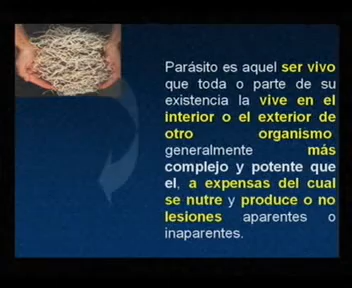 Parásito es aquel ser vivo
que toda o parte de su
existencia la vive en el
interior o el exterior de
otro organismo
generalmente más
complejo y potente que
el, a expensas del cual
se nutre y produce o no
lesiones aparentes o
inaparentes.